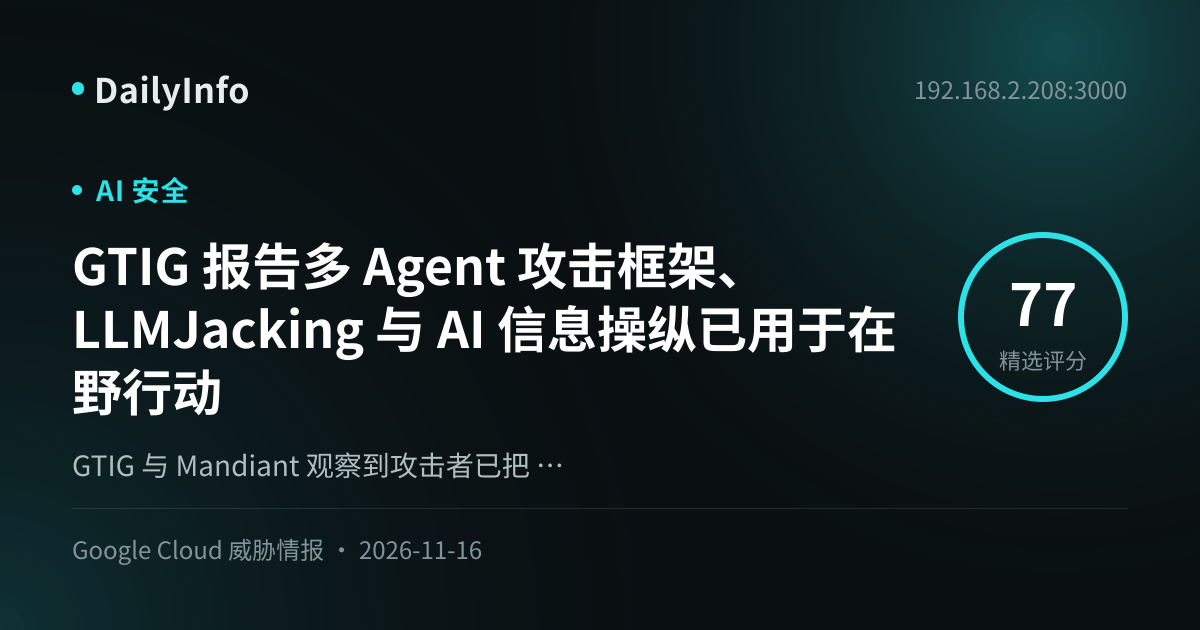 DailyInfo
192.168.2.208:3000
AI 安全
GTIG 报告多 Agent 攻击框架、
LLMJacking 与 AI 信息操纵已用于在
野行动
77
精选评分
GTIG 与 Mandiant 观察到攻击者已把 …
Google Cloud 威胁情报 · 2026-11-16